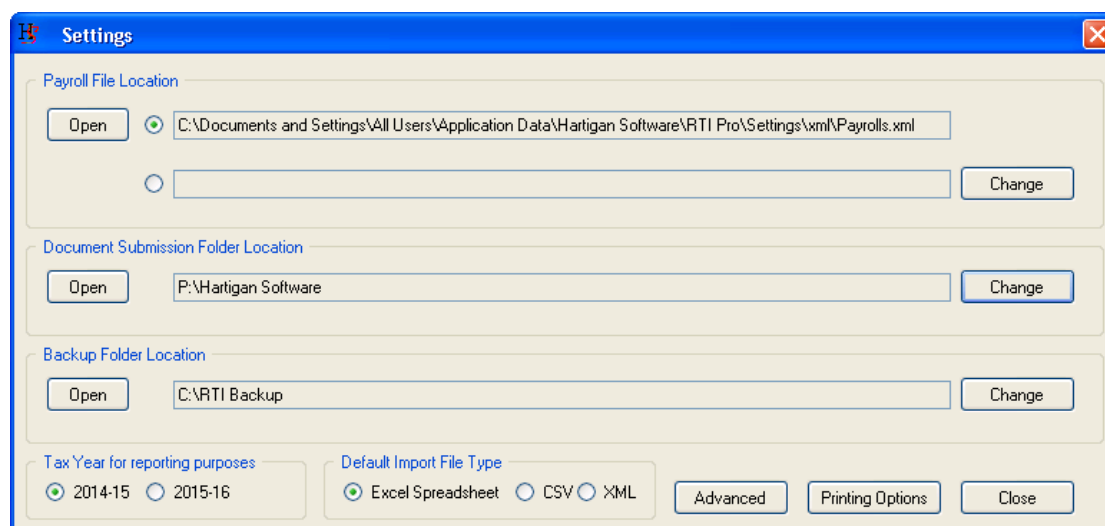 Settings
Payroll File Location
Open C:\Documents and Settings\All Users\Application Data\Hartigan Software\RTI Pro\Settings\xml\Payrolls.xml
Change
Document Submission Folder Location
Open P:\Hartigan Software Change
Backup Folder Location
Open C:\RTI Backup Change
Tax Year for reporting purposes Default Import File Type
2014-15 2015-16 Excel Spreadsheet CSV XML Advanced Printing Options Close